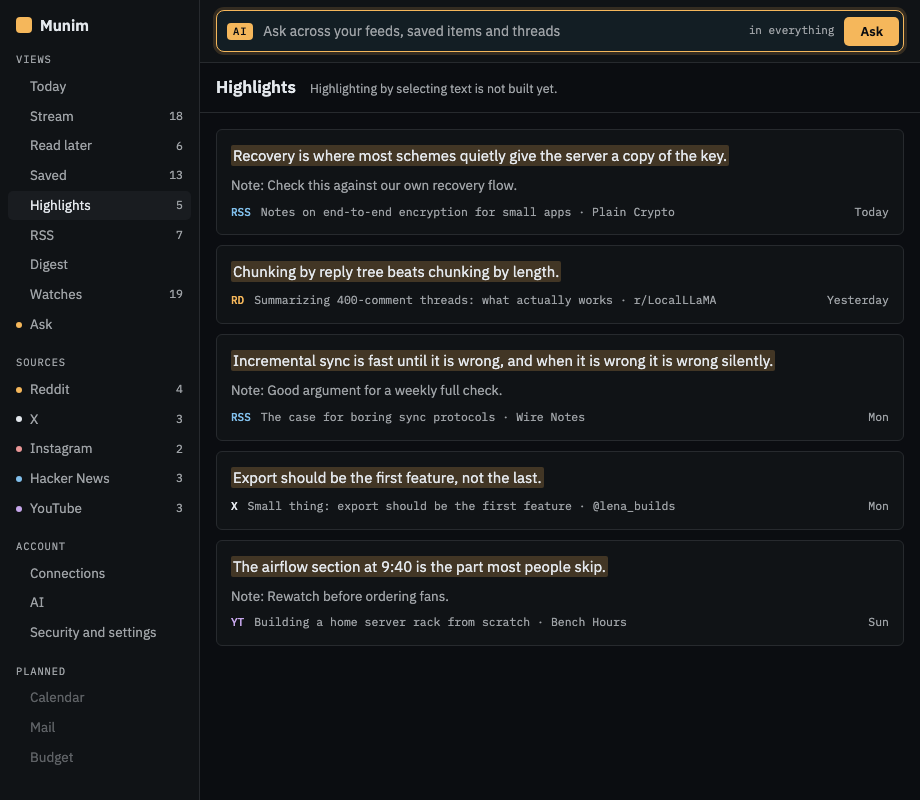 Munim
VIEWS
Today
Stream 18
Read later 6
Saved 13
Highlights 5
RSS 7
Digest
Watches 19
Ask
SOURCES
Reddit 4
X 3
Instagram 2
Hacker News 3
YouTube 3
ACCOUNT
Connections
AI
Security and settings
PLANNED
Calendar
Mail
Budget
AI Ask across your feeds, saved items and threads in everything Ask
Highlights Highlighting by selecting text is not built yet.
Recovery is where most schemes quietly give the server a copy of the key.
Note: Check this against our own recovery flow.
RSS Notes on end-to-end encryption for small apps · Plain Crypto Today
Chunking by reply tree beats chunking by length.
RD Summarizing 400-comment threads: what actually works · r/LocalLLaMA Yesterday
Incremental sync is fast until it is wrong, and when it is wrong it is wrong silently.
Note: Good argument for a weekly full check.
RSS The case for boring sync protocols · Wire Notes Mon
Export should be the first feature, not the last.
X Small thing: export should be the first feature · @lena_builds Mon
The airflow section at 9:40 is the part most people skip.
Note: Rewatch before ordering fans.
YT Building a home server rack from scratch · Bench Hours Sun